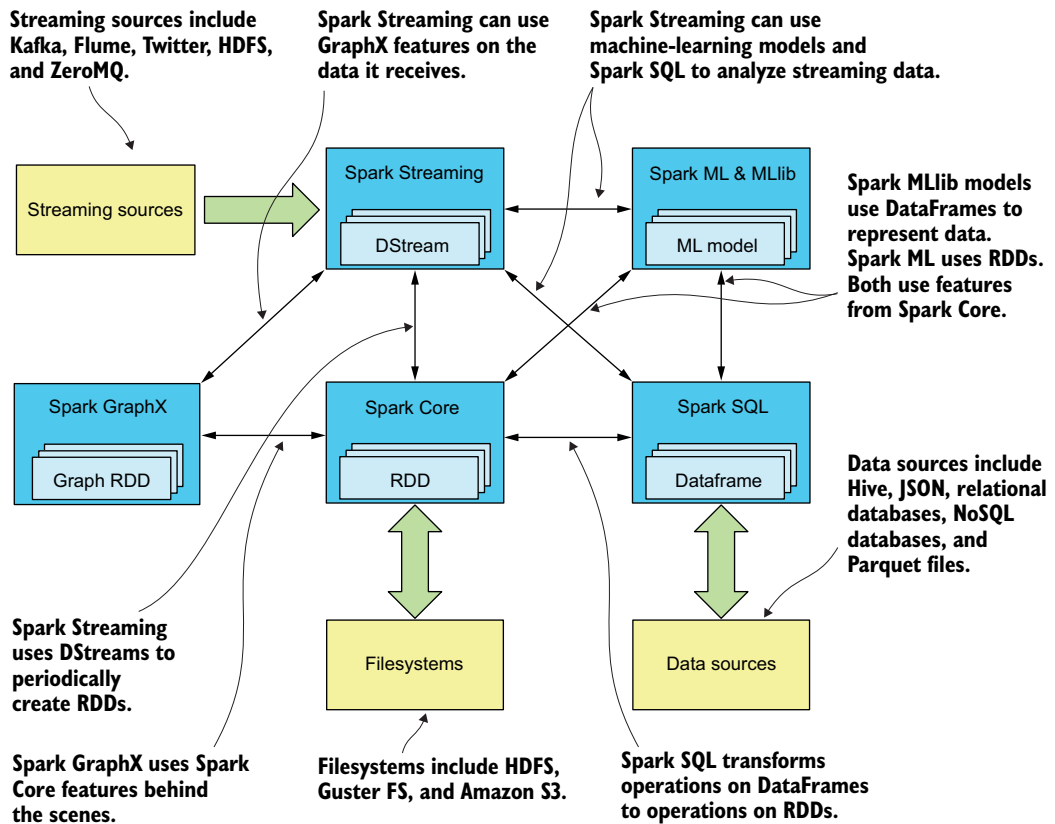 Streaming sources include
Kafka, Flume, Twitter, HDFS,
and ZeroMQ.
Spark Streaming can use
GraphX features on the
data it receives.
Spark Streaming can use
machine-learning models and
Spark SQL to analyze streaming data.
Streaming sources
Spark Streaming
DStream
Spark ML & MLlib
ML model
Spark MLlib models
use DataFrames to
represent data.
Spark ML uses RDDs.
Both use features
from Spark Core.
Spark GraphX
Graph RDD
Spark Core
RDD
Spark SQL
Dataframe
Data sources include
Hive, JSON, relational
databases, NoSQL
databases, and
Parquet files.
Spark Streaming
uses DStreams to
periodically
create RDDs.
Filesystems
Data sources
Spark GraphX uses Spark
Core features behind
the scenes.
Filesystems include HDFS,
Guster FS, and Amazon S3.
Spark SQL transforms
operations on DataFrames
to operations on RDDs.